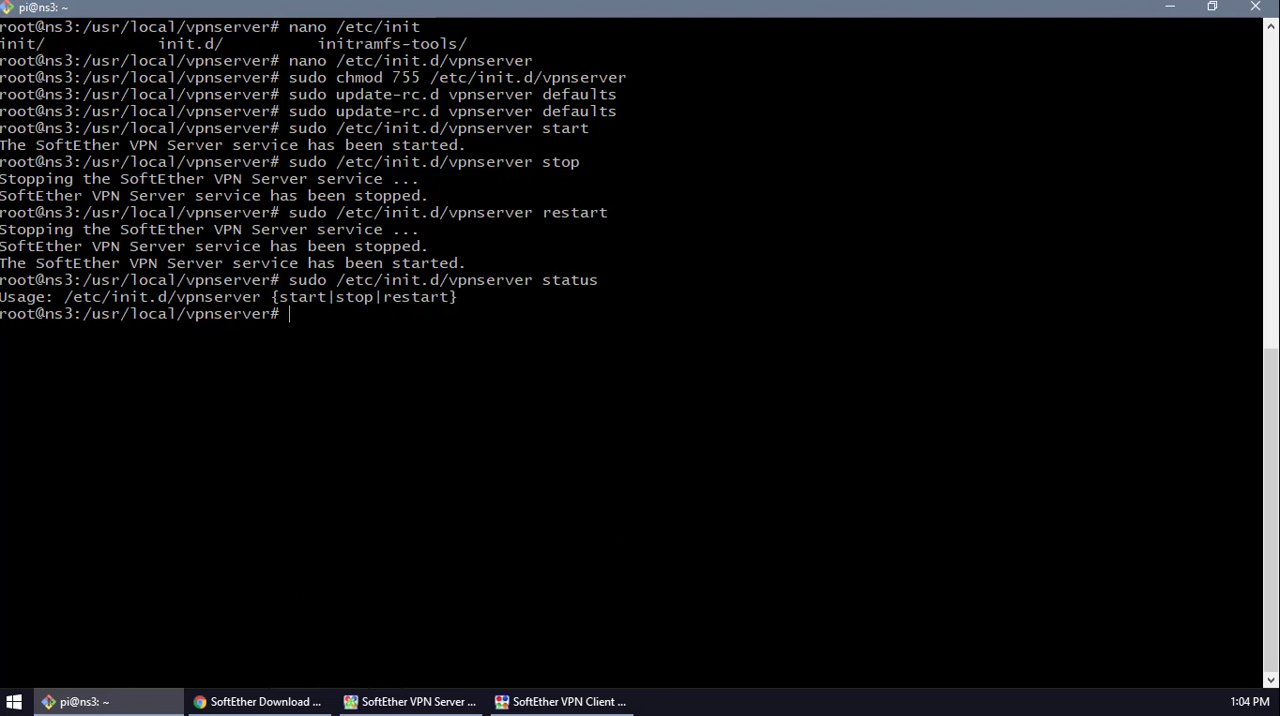 pi@ns3: ~
root@ns3:/usr/local/vpnserver# nano /etc/init
init/            init.d/          initramfs-tools/
root@ns3:/usr/local/vpnserver# nano /etc/init.d/vpnserver
root@ns3:/usr/local/vpnserver# sudo chmod 755 /etc/init.d/vpnserver
root@ns3:/usr/local/vpnserver# sudo update-rc.d vpnserver defaults
root@ns3:/usr/local/vpnserver# sudo update-rc.d vpnserver defaults
root@ns3:/usr/local/vpnserver# sudo /etc/init.d/vpnserver start
The SoftEther VPN Server service has been started.
root@ns3:/usr/local/vpnserver# sudo /etc/init.d/vpnserver stop
Stopping the SoftEther VPN Server service ...
SoftEther VPN Server service has been stopped.
root@ns3:/usr/local/vpnserver# sudo /etc/init.d/vpnserver restart
Stopping the SoftEther VPN Server service ...
SoftEther VPN Server service has been stopped.
The SoftEther VPN Server service has been started.
root@ns3:/usr/local/vpnserver# sudo /etc/init.d/vpnserver status
Usage: /etc/init.d/vpnserver {start|stop|restart}
root@ns3:/usr/local/vpnserver#
pi@ns3: ~ SoftEther Download ... SoftEther VPN Server ... SoftEther VPN Client ... 1:04 PM